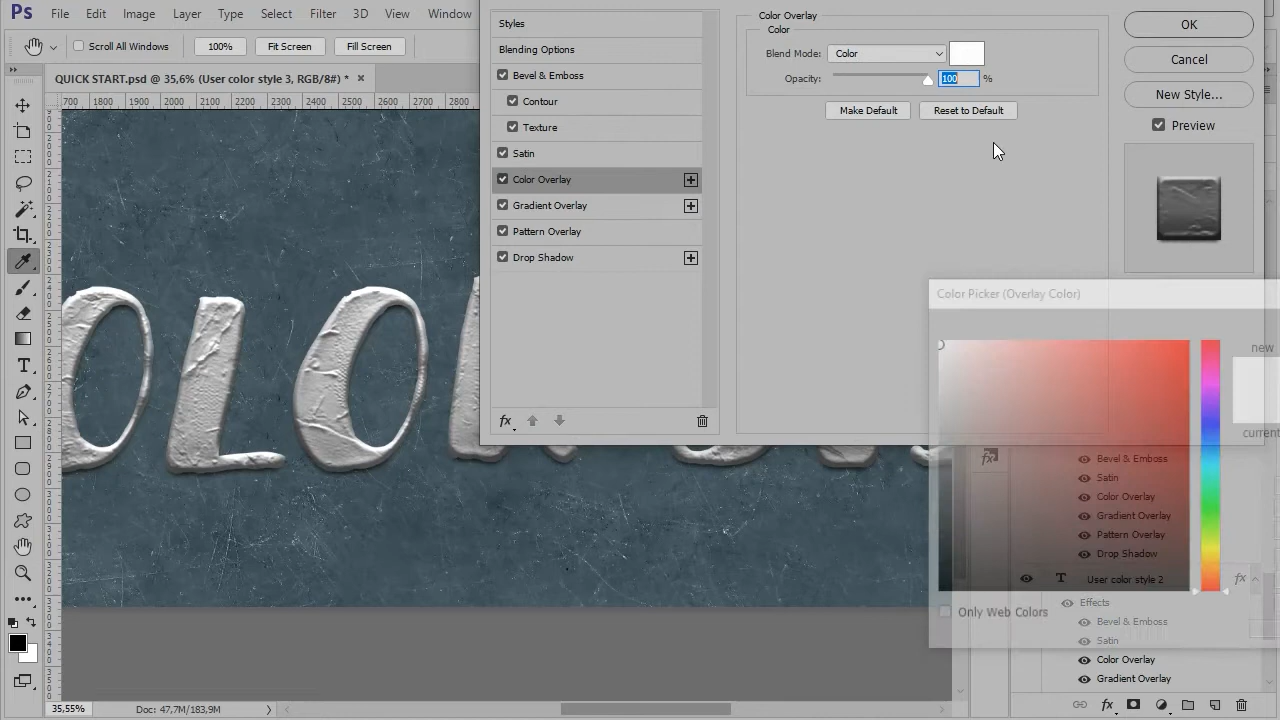 Ps File Edit Image Layer Type Select Filter 3D View Window
Scroll All Windows 100% Fit Screen Fill Screen
QUICK START.psd @ 35,6% (User color style 3, RGB/8#) *
700 1800 1900 2000 2100 2200 2300 2400 2500 2600 2700 2800
Styles
Blending Options
Bevel & Emboss
Contour
Texture
Satin
Color Overlay
Gradient Overlay
Pattern Overlay
Drop Shadow
fx
Color Overlay
Color
Blend Mode: Color
Opacity: 100 %
Make Default Reset to Default
OK
Cancel
New Style...
Preview
OLO
Color Picker (Overlay Color)
new
current
Only Web Colors
fx
Bevel & Emboss
Satin
Color Overlay
Gradient Overlay
Pattern Overlay
Drop Shadow
T User color style 2 fx
Effects
Bevel & Emboss
Satin
Color Overlay
Gradient Overlay
35,55% Doc: 47,7M/183,9M
fx